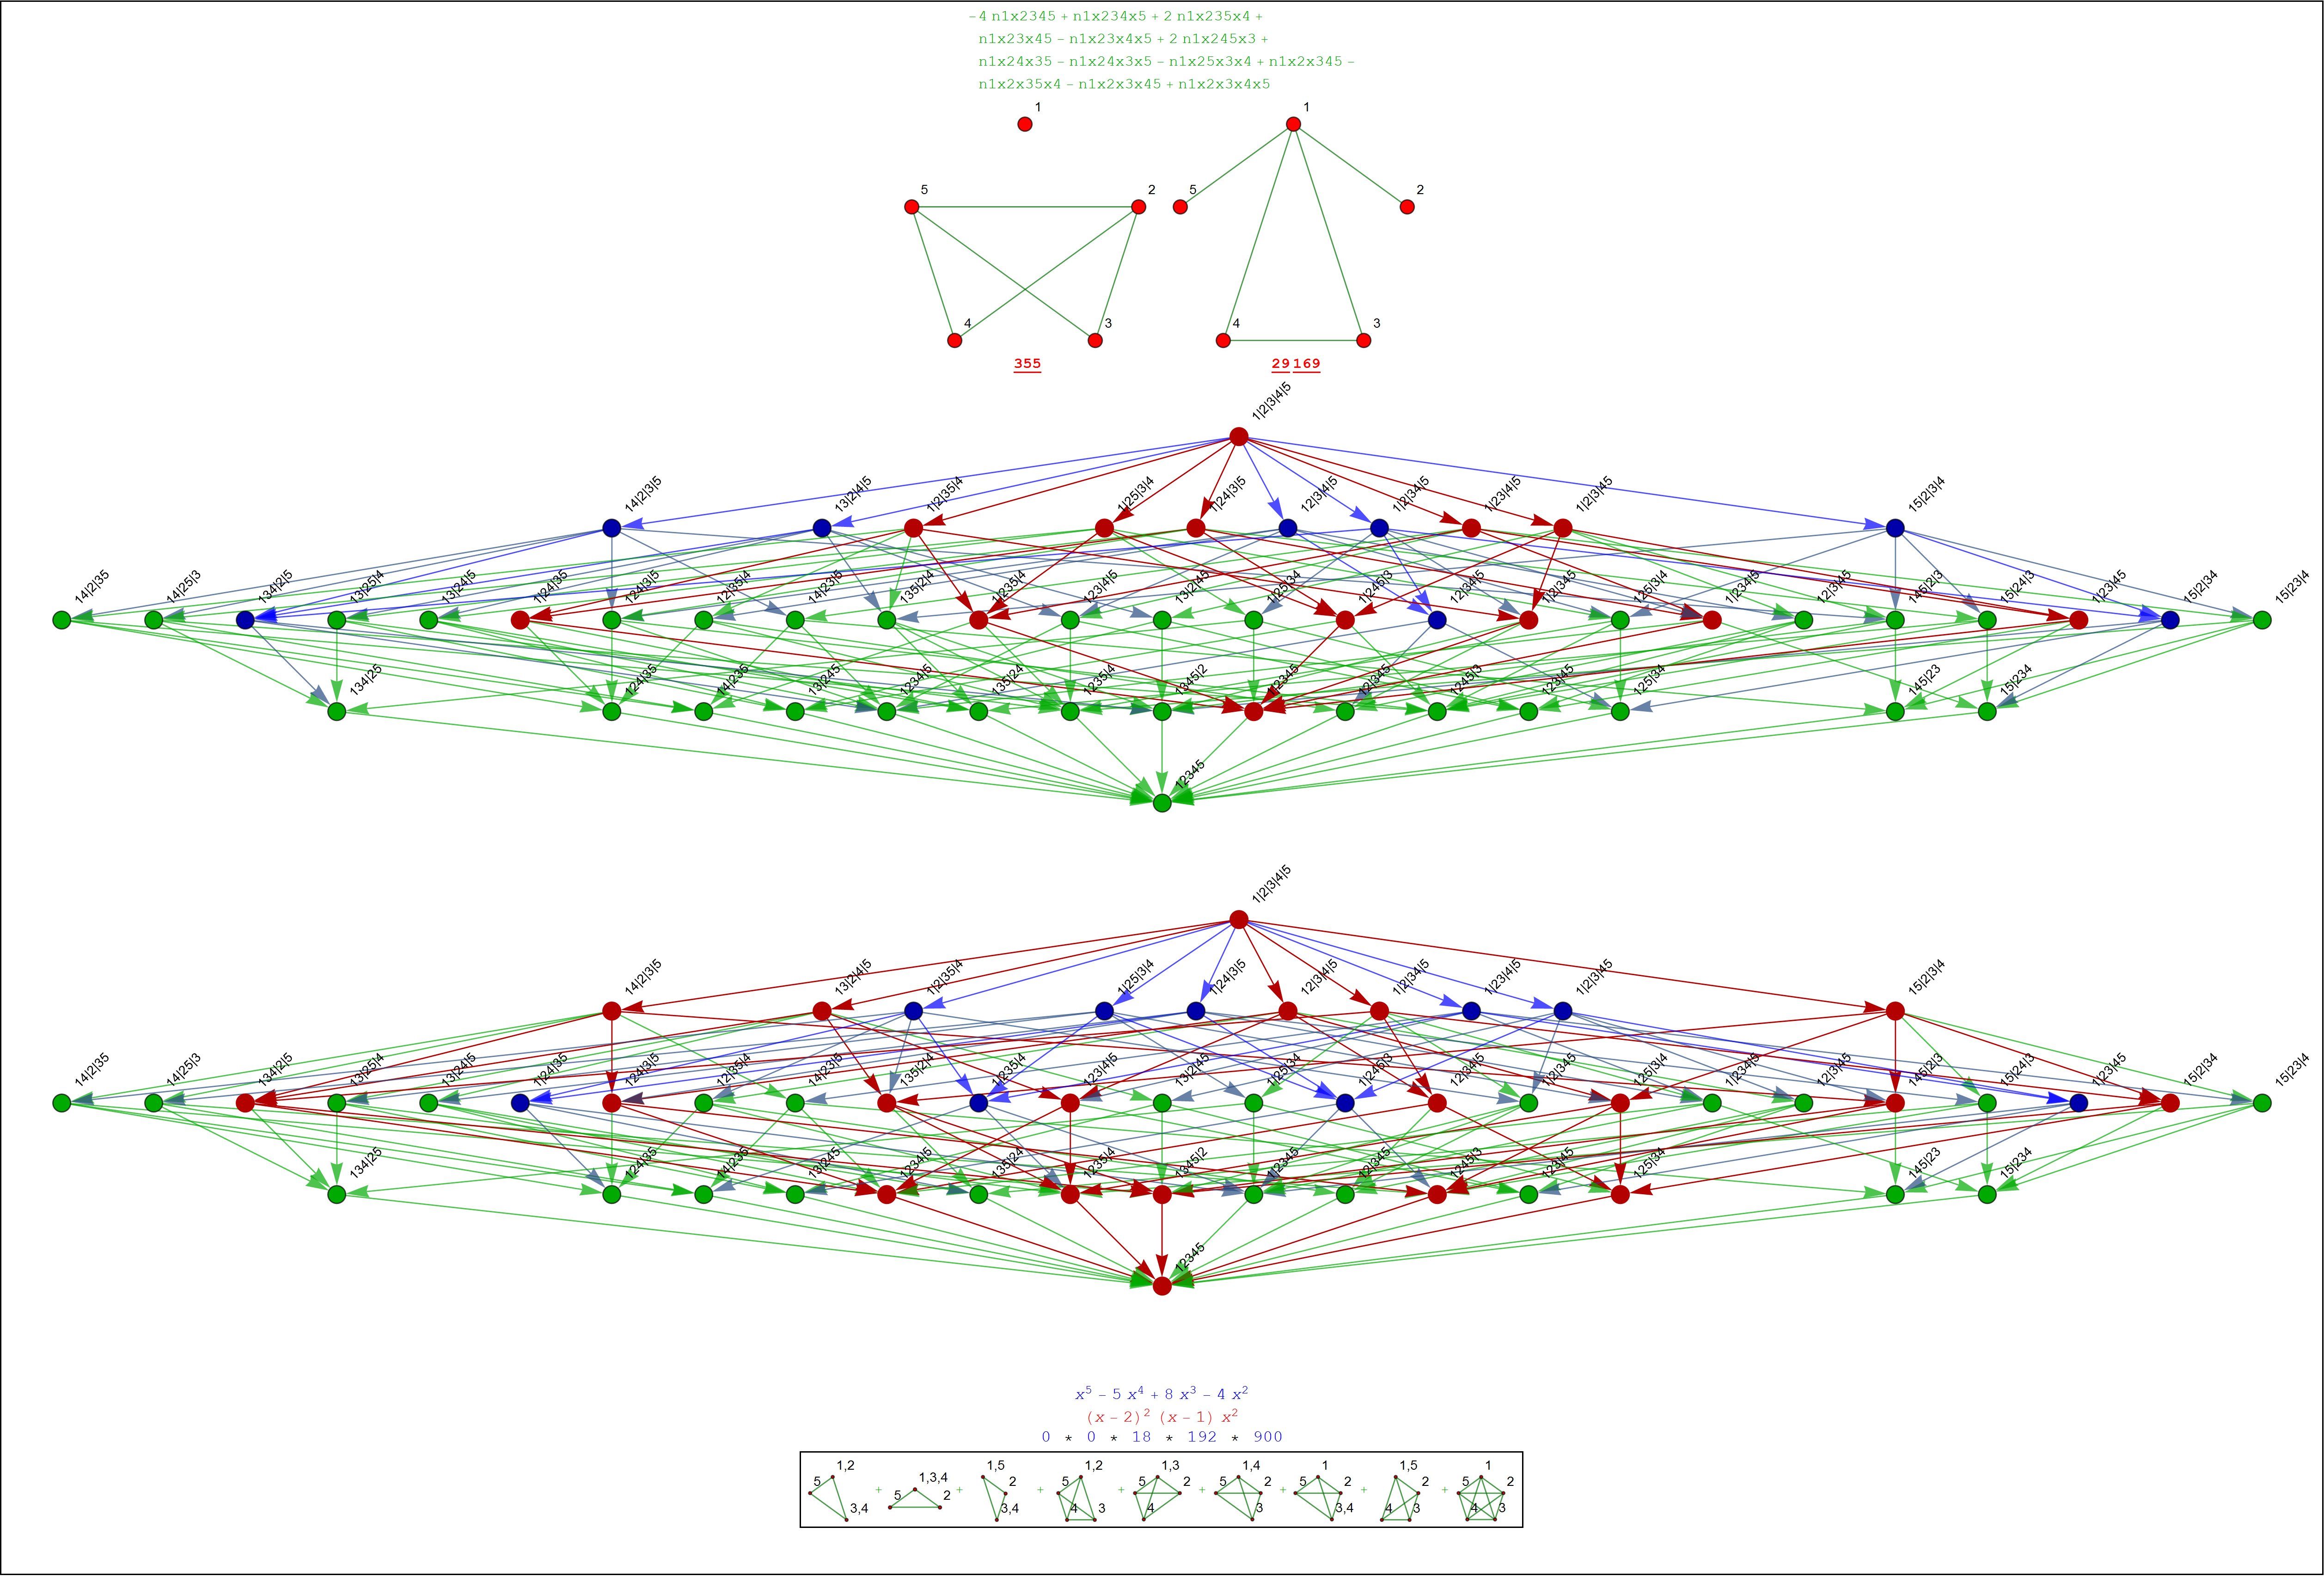 −4 n1x2345 + n1x234x5 + 2 n1x235x4 +
n1x23x45 − n1x23x4x5 + 2 n1x245x3 +
n1x24x35 − n1x24x3x5 − n1x25x3x4 + n1x2x345 −
n1x2x35x4 − n1x2x3x45 + n1x2x3x4x5
1 1
5 2 5 2
4 3 4 3
355 29169
1|2|3|4|5
14|2|3|5 13|2|4|5 1|2|35|4 1|25|3|4 1|24|3|5 12|3|4|5 1|2|34|5 1|23|4|5 1|2|3|45 15|2|3|4
14|2|35 14|25|3 134|2|5 13|25|4 13|24|5 1|24|35 124|3|5 12|35|4 14|23|5 135|2|4 1|235|4 123|4|5 13|2|45 1|25|34 1|245|3 12|34|5 1|2|345 125|3|4 1|234|5 12|3|45 145|2|3 15|24|3 1|23|45 15|2|34 15|23|4
134|25 124|35 14|235 13|245 1234|5 135|24 1235|4 1345|2 1|2345 12|345 1245|3 123|45 125|34 145|23 15|234
12345
1|2|3|4|5
14|2|3|5 13|2|4|5 1|2|35|4 1|25|3|4 1|24|3|5 12|3|4|5 1|2|34|5 1|23|4|5 1|2|3|45 15|2|3|4
14|2|35 14|25|3 134|2|5 13|25|4 13|24|5 1|24|35 124|3|5 12|35|4 14|23|5 135|2|4 1|235|4 123|4|5 13|2|45 1|25|34 1|245|3 12|34|5 1|2|345 125|3|4 1|234|5 12|3|45 145|2|3 15|24|3 1|23|45 15|2|34 15|23|4
134|25 124|35 14|235 13|245 1234|5 135|24 1235|4 1345|2 1|2345 12|345 1245|3 123|45 125|34 145|23 15|234
12345
x⁵ − 5 x⁴ + 8 x³ − 4 x²
(x − 2)² (x − 1) x²
0 * 0 * 18 * 192 * 900
1,2 5 3,4 + 1,3,4 5 2 + 1,5 2 3,4 + 1,2 5 4 3 + 1,3 5 2 4 + 1,4 5 2 3 + 1 5 2 3,4 + 1,5 2 4 3 + 1 5 2 4 3